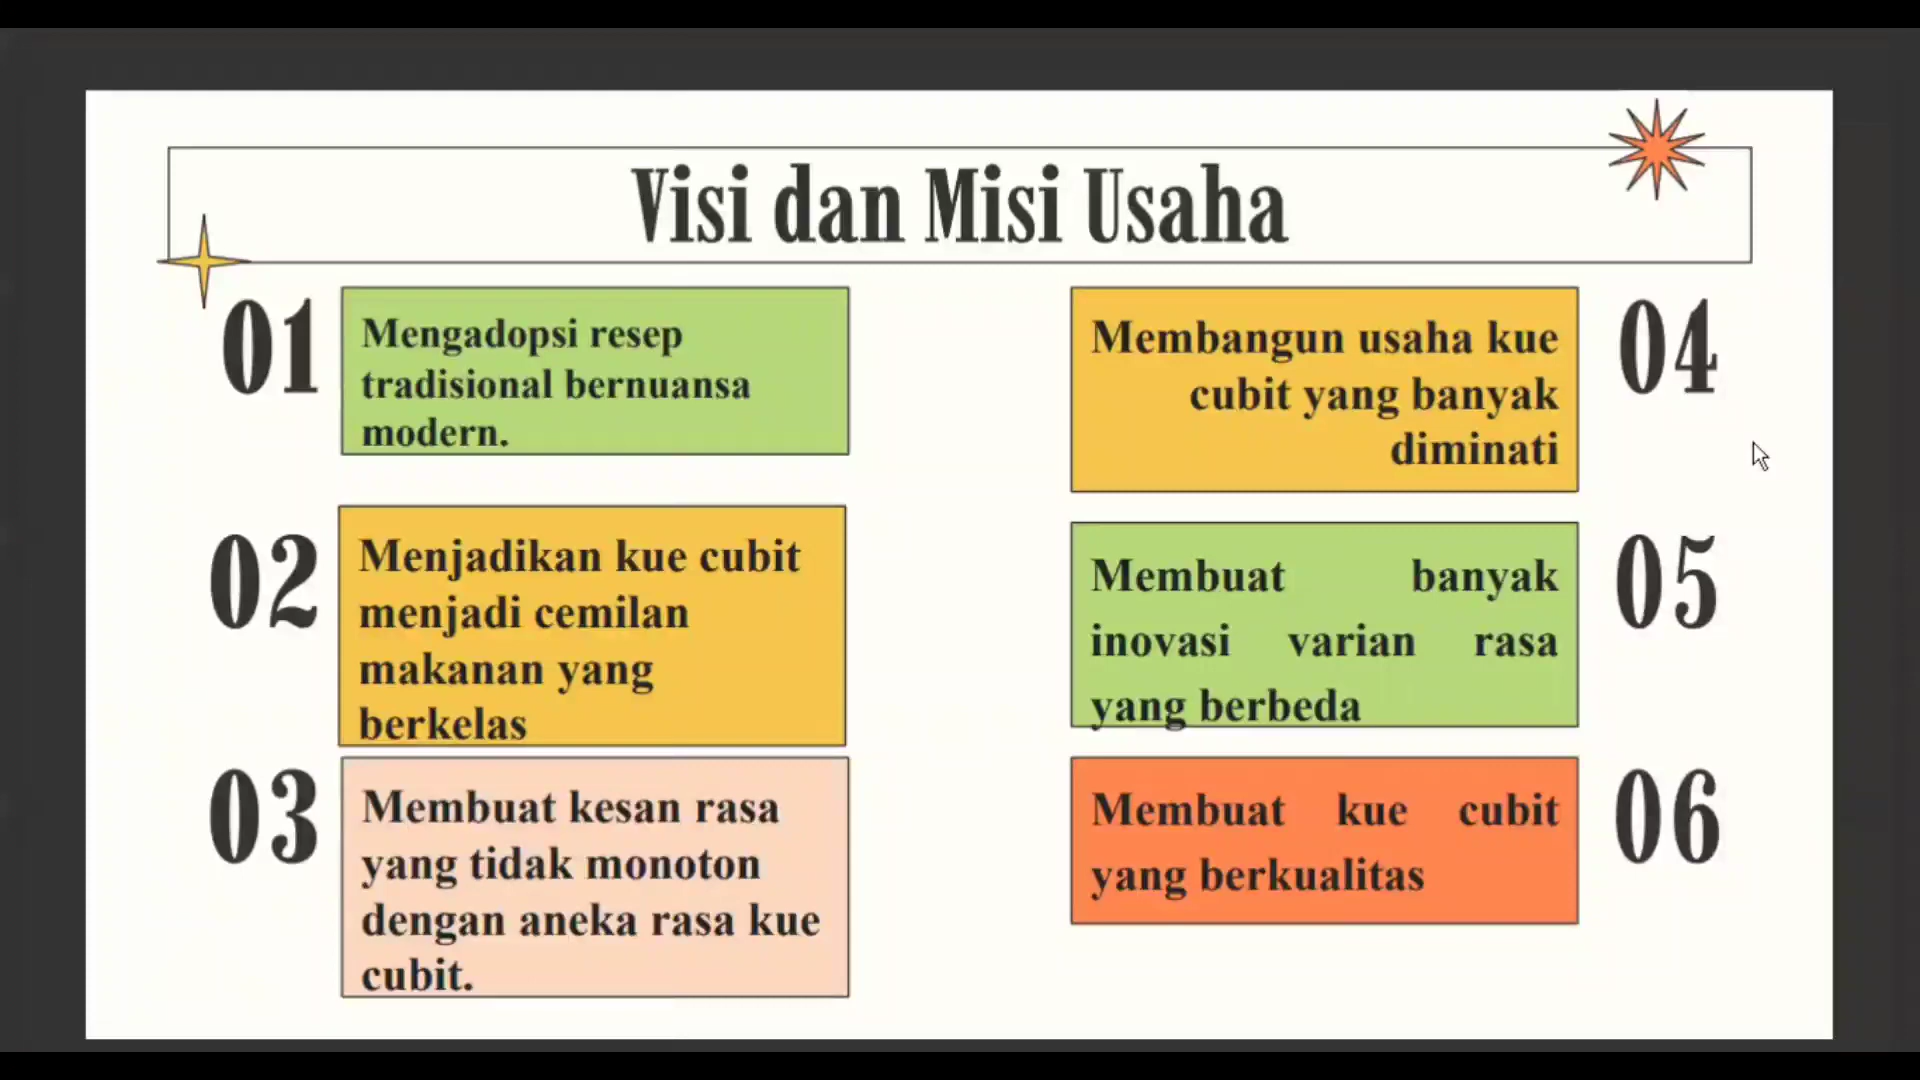 Visi dan Misi Usaha
01
Mengadopsi resep
tradisional bernuansa
modern.
02
Menjadikan kue cubit
menjadi cemilan
makanan yang
berkelas
03
Membuat kesan rasa
yang tidak monoton
dengan aneka rasa kue
cubit.
04
Membangun usaha kue
cubit yang banyak
diminati
05
Membuat banyak
inovasi varian rasa
yang berbeda
06
Membuat kue cubit
yang berkualitas